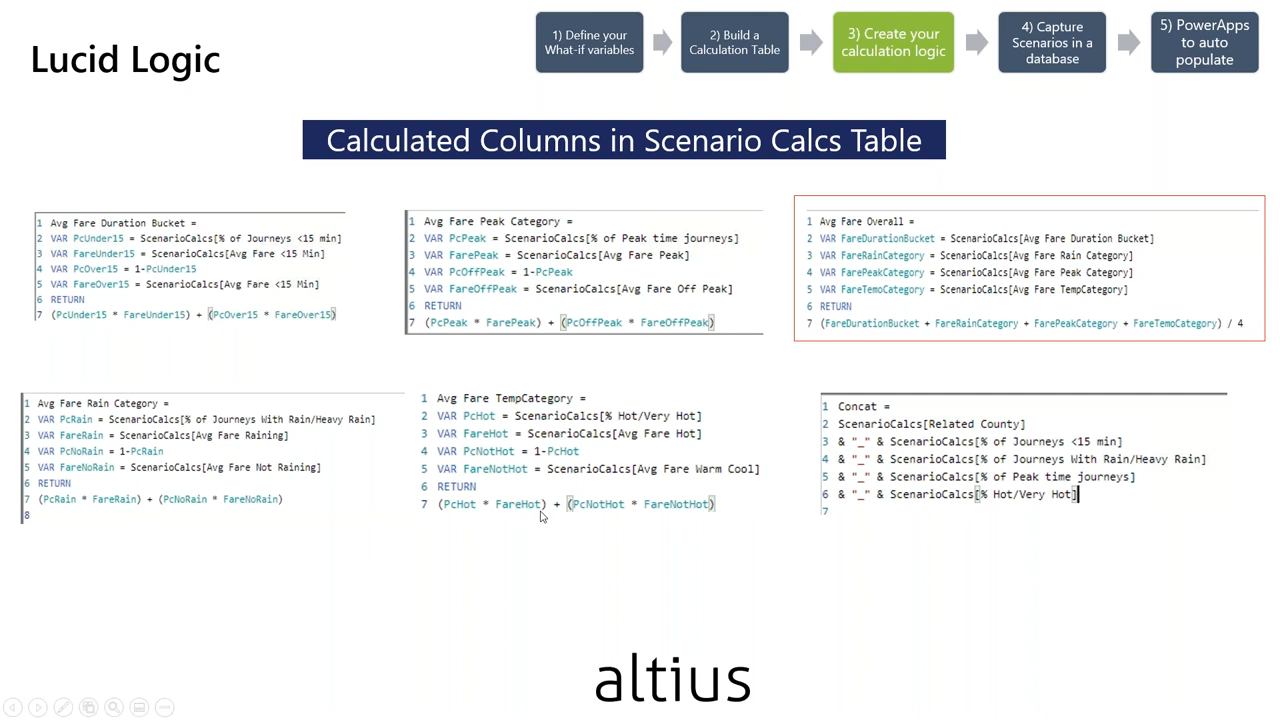 Lucid Logic
1) Define your
What-if variables
2) Build a
Calculation Table
3) Create your
calculation logic
4) Capture
Scenarios in a
database
5) PowerApps
to auto
populate
Calculated Columns in Scenario Calcs Table
1 Avg Fare Duration Bucket =
2 VAR PcUnder15 = ScenarioCalcs[% of Journeys <15 min]
3 VAR FareUnder15 = ScenarioCalcs[Avg Fare <15 Min]
4 VAR PcOver15 = 1-PcUnder15
5 VAR FareOver15 = ScenarioCalcs[Avg Fare <15 Min]
6 RETURN
7 (PcUnder15 * FareUnder15) + (PcOver15 * FareOver15)
1 Avg Fare Peak Category =
2 VAR PcPeak = ScenarioCalcs[% of Peak time journeys]
3 VAR FarePeak = ScenarioCalcs[Avg Fare Peak]
4 VAR PcOffPeak = 1-PcPeak
5 VAR FareOffPeak = ScenarioCalcs[Avg Fare Off Peak]
6 RETURN
7 (PcPeak * FarePeak) + (PcOffPeak * FareOffPeak)
1 Avg Fare Overall =
2 VAR FareDurationBucket = ScenarioCalcs[Avg Fare Duration Bucket]
3 VAR FareRainCategory = ScenarioCalcs[Avg Fare Rain Category]
4 VAR FarePeakCategory = ScenarioCalcs[Avg Fare Peak Category]
5 VAR FareTemoCategory = ScenarioCalcs[Avg Fare TempCategory]
6 RETURN
7 (FareDurationBucket + FareRainCategory + FarePeakCategory + FareTemoCategory) / 4
1 Avg Fare Rain Category =
2 VAR PcRain = ScenarioCalcs[% of Journeys With Rain/Heavy Rain]
3 VAR FareRain = ScenarioCalcs[Avg Fare Raining]
4 VAR PcNoRain = 1-PcRain
5 VAR FareNoRain = ScenarioCalcs[Avg Fare Not Raining]
6 RETURN
7 (PcRain * FareRain) + (PcNoRain * FareNoRain)
8
1 Avg Fare TempCategory =
2 VAR PcHot = ScenarioCalcs[% Hot/Very Hot]
3 VAR FareHot = ScenarioCalcs[Avg Fare Hot]
4 VAR PcNotHot = 1-PcHot
5 VAR FareNotHot = ScenarioCalcs[Avg Fare Warm Cool]
6 RETURN
7 (PcHot * FareHot) + (PcNotHot * FareNotHot)
1 Concat =
2 ScenarioCalcs[Related County]
3 & "_" & ScenarioCalcs[% of Journeys <15 min]
4 & "_" & ScenarioCalcs[% of Journeys With Rain/Heavy Rain]
5 & "_" & ScenarioCalcs[% of Peak time journeys]
6 & "_" & ScenarioCalcs[% Hot/Very Hot]
7
altius